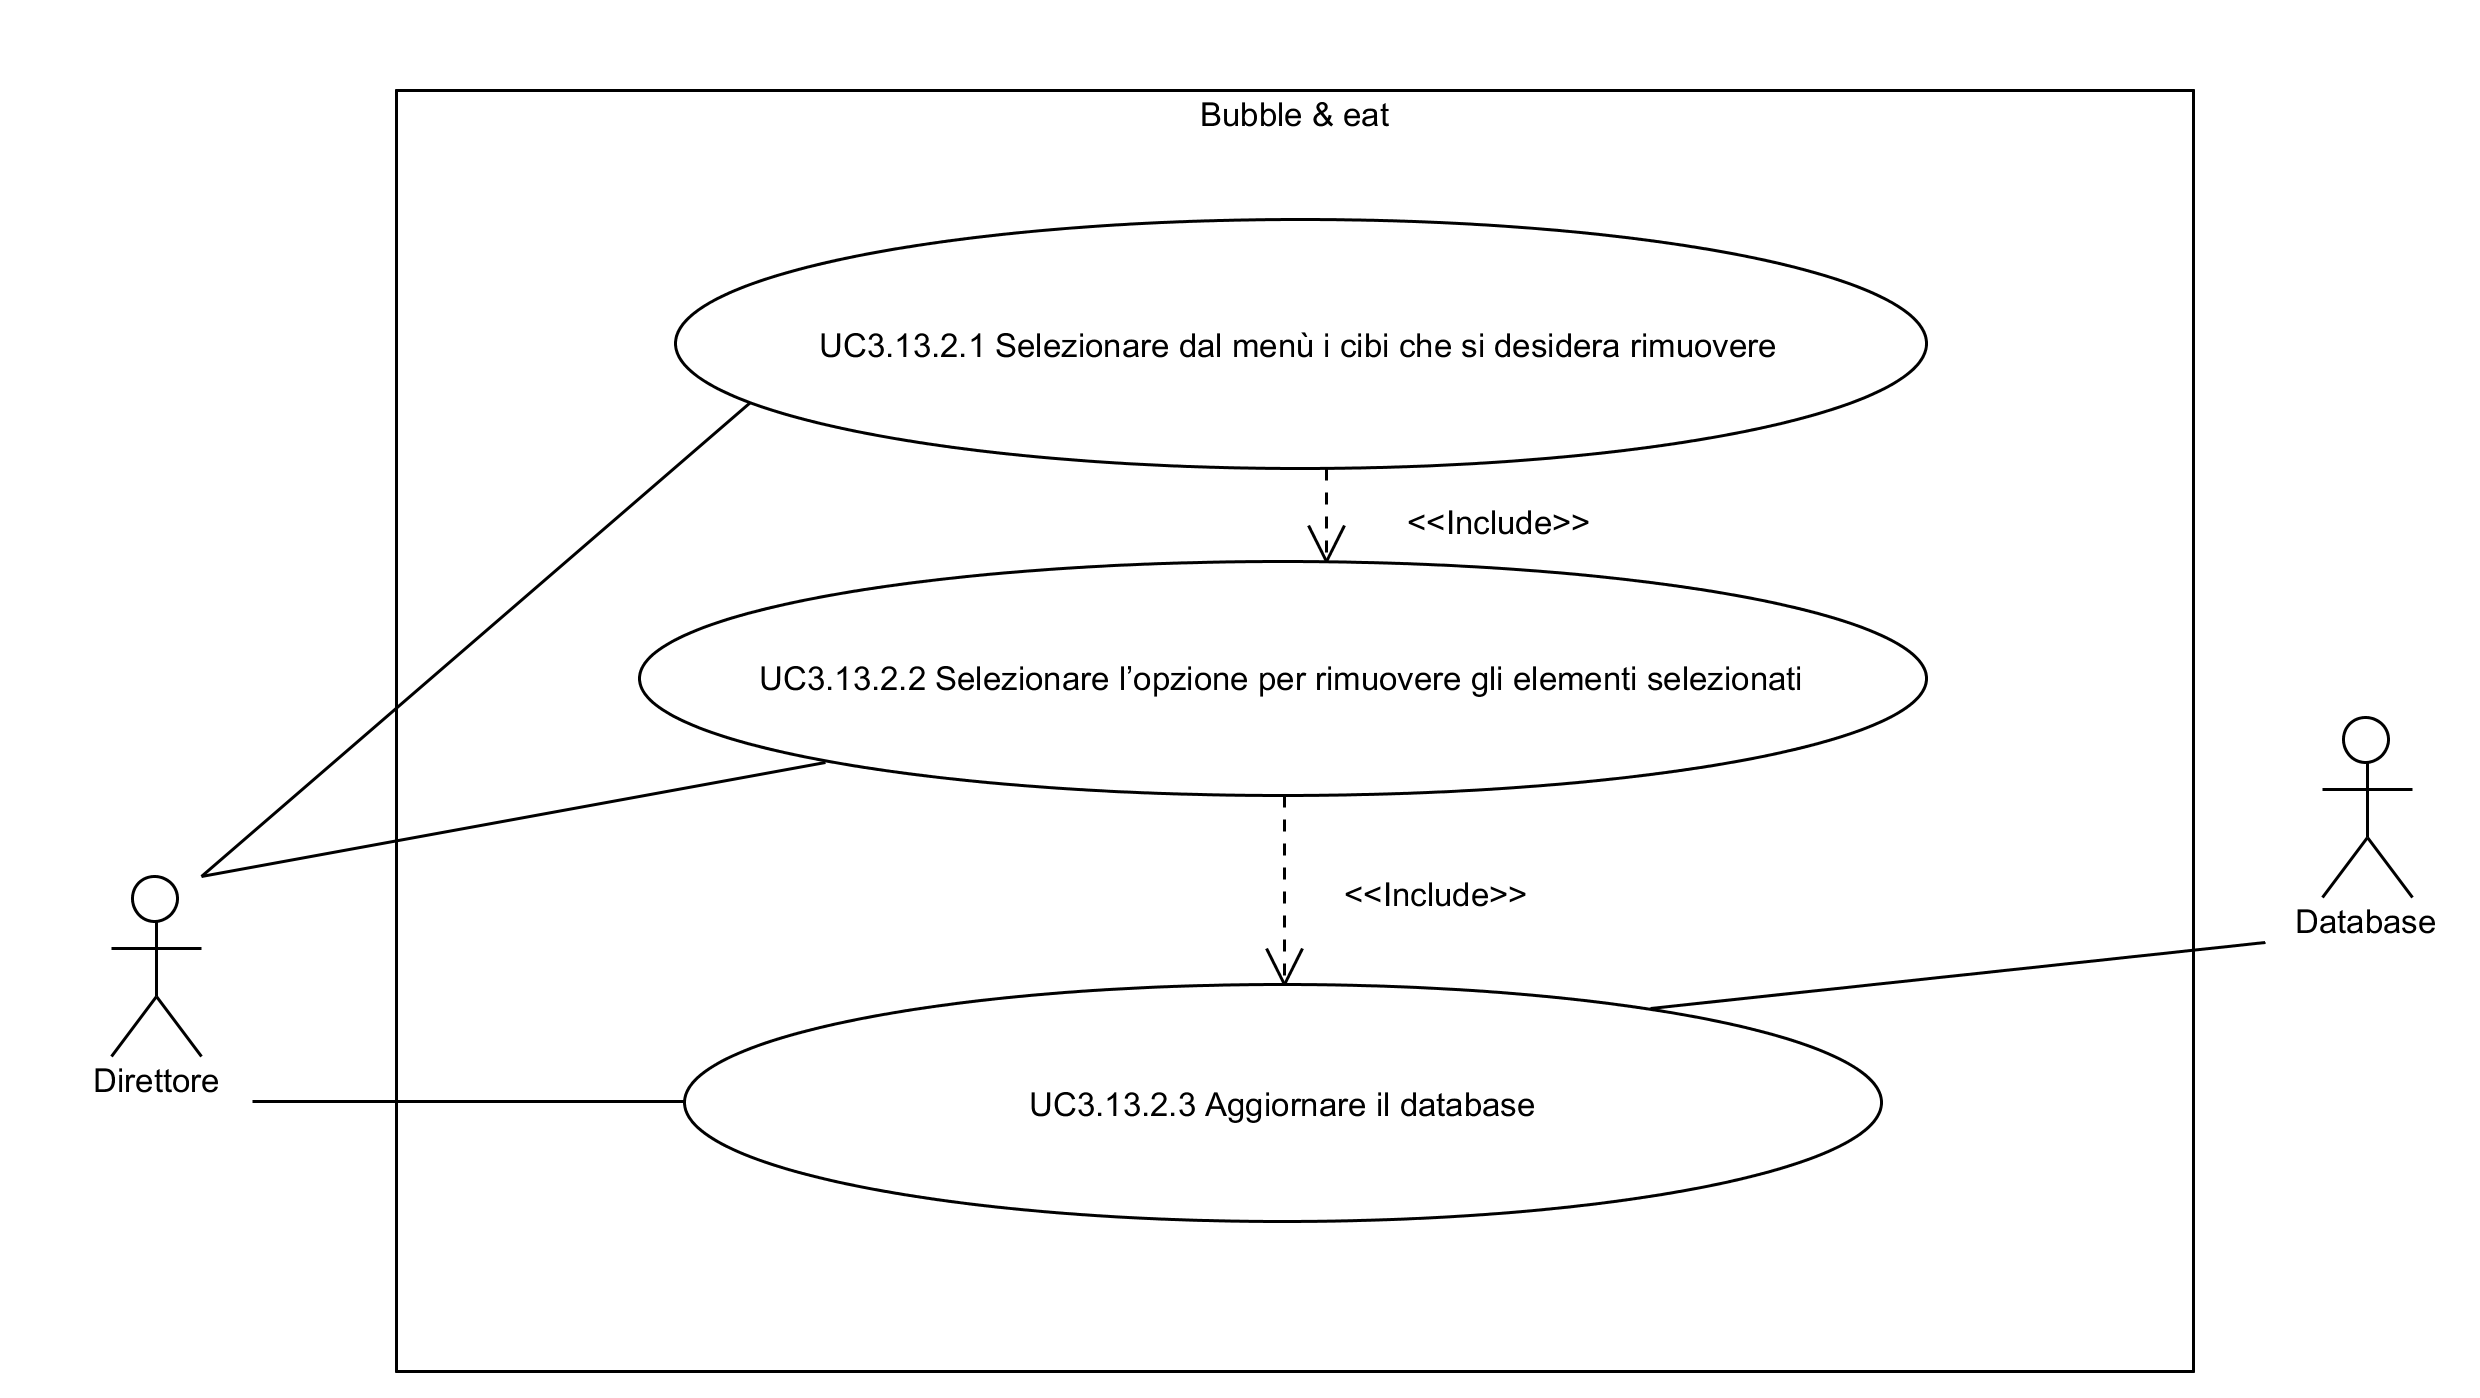 Bubble & eat
UC3.13.2.1 Selezionare dal menù i cibi che si desidera rimuovere
<<Include>>
UC3.13.2.2 Selezionare l’opzione per rimuovere gli elementi selezionati
<<Include>>
Database
Direttore
UC3.13.2.3 Aggiornare il database